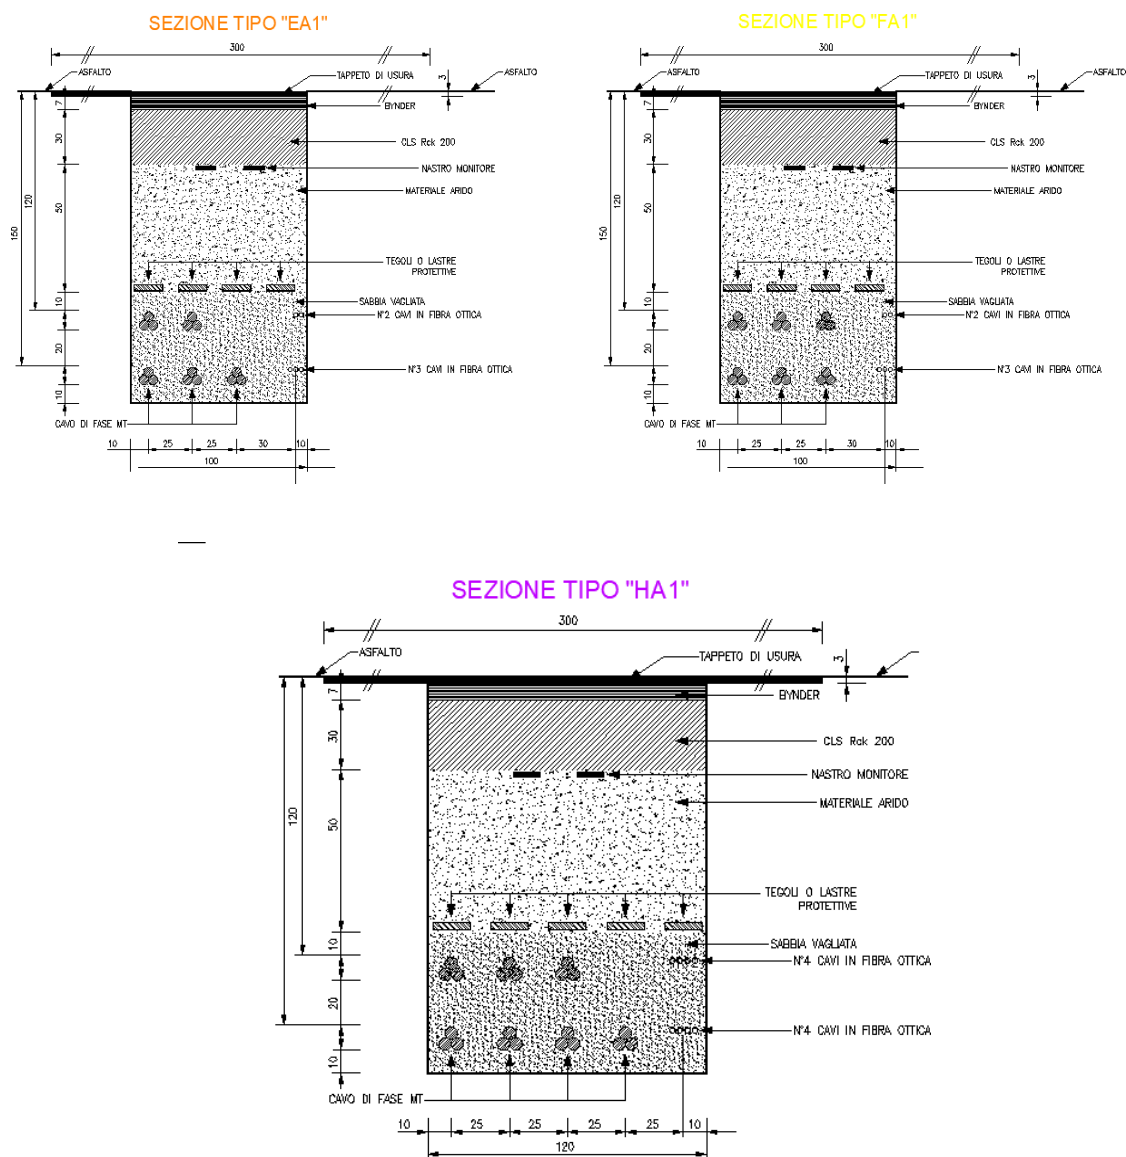 SEZIONE TIPO "EA1"
300
ASFALTO
TAPPETO DI USURA
3
ASFALTO
7
BYNDER
30
CLS Rck 200
NASTRO MONITORE
MATERIALE ARIDO
120
50
150
TEGOLI O LASTRE
PROTETTIVE
10
SABBIA VAGLIATA
N°2 CAVI IN FIBRA OTTICA
20
N°3 CAVI IN FIBRA OTTICA
10
CAVO DI FASE MT
10 25 25 30 10
100
SEZIONE TIPO "FA1"
300
ASFALTO
TAPPETO DI USURA
3
ASFALTO
7
BYNDER
30
CLS Rck 200
NASTRO MONITORE
MATERIALE ARIDO
120
50
150
TEGOLI O LASTRE
PROTETTIVE
10
SABBIA VAGLIATA
N°2 CAVI IN FIBRA OTTICA
20
N°3 CAVI IN FIBRA OTTICA
10
CAVO DI FASE MT
10 25 25 30 10
100
SEZIONE TIPO "HA1"
300
ASFALTO
TAPPETO DI USURA
3
7
BYNDER
30
CLS Rck 200
NASTRO MONITORE
MATERIALE ARIDO
120
50
TEGOLI O LASTRE
PROTETTIVE
10
SABBIA VAGLIATA
N°4 CAVI IN FIBRA OTTICA
20
N°4 CAVI IN FIBRA OTTICA
10
CAVO DI FASE MT
10 25 25 25 25 10
120